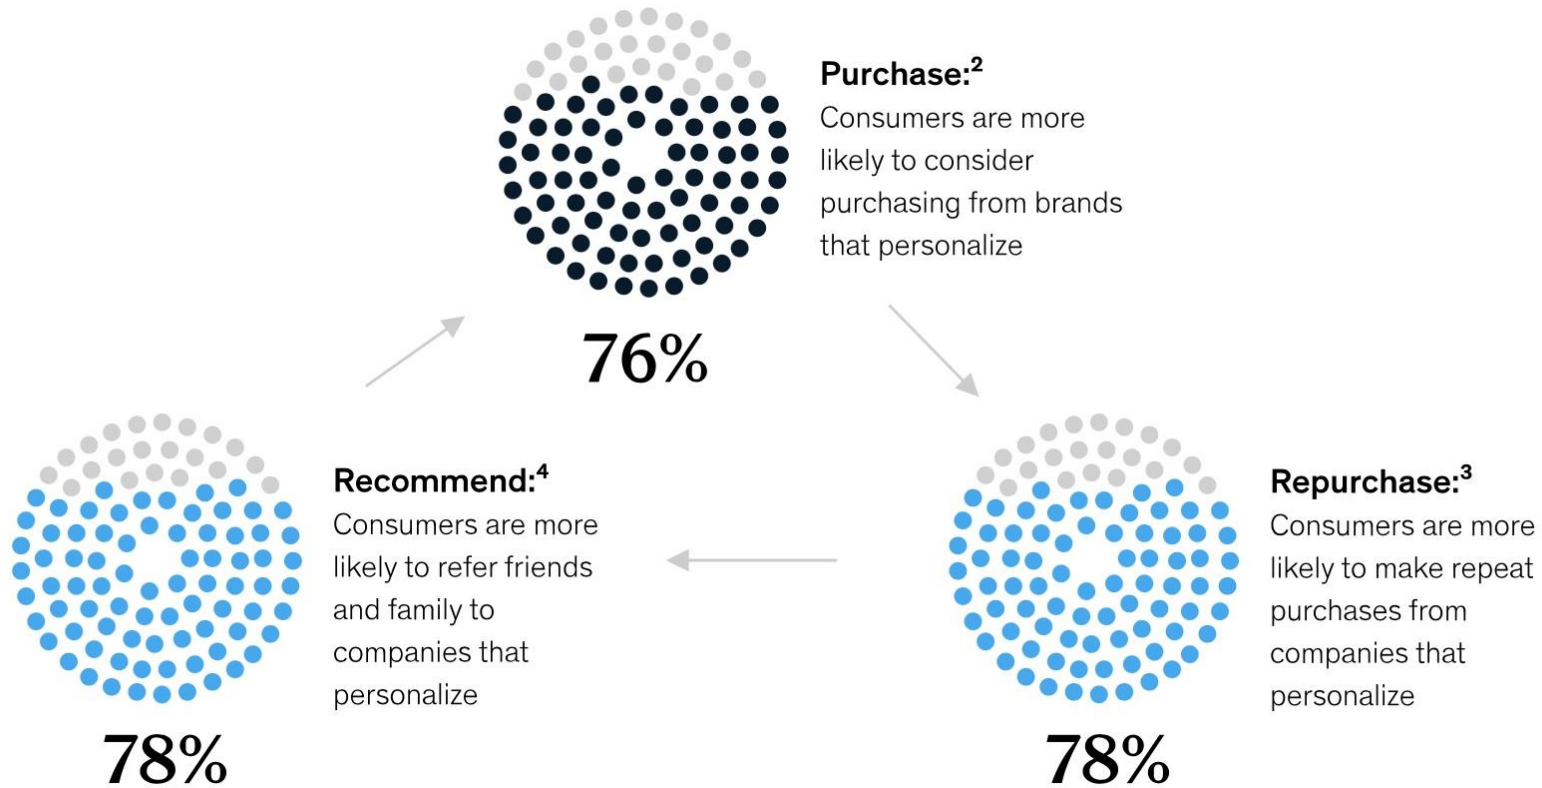 Purchase:²
Consumers are more
likely to consider
purchasing from brands
that personalize
76%
Recommend:⁴
Consumers are more
likely to refer friends
and family to
companies that
personalize
78%
Repurchase:³
Consumers are more
likely to make repeat
purchases from
companies that
personalize
78%